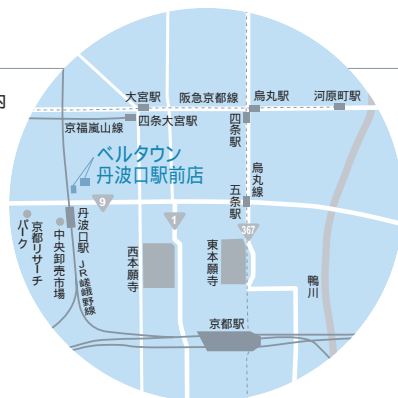 内
大宮駅
阪急京都線
烏丸駅
河原町駅
京福嵐山線
四条大宮駅
四条駅
ベルタウン
丹波口駅前店
烏丸線
五条駅
9
1
367
丹波口駅
JR嵯峨野線
中央卸売市場
京都リサーチ
パーク
西本願寺
東本願寺
鴨川
京都駅